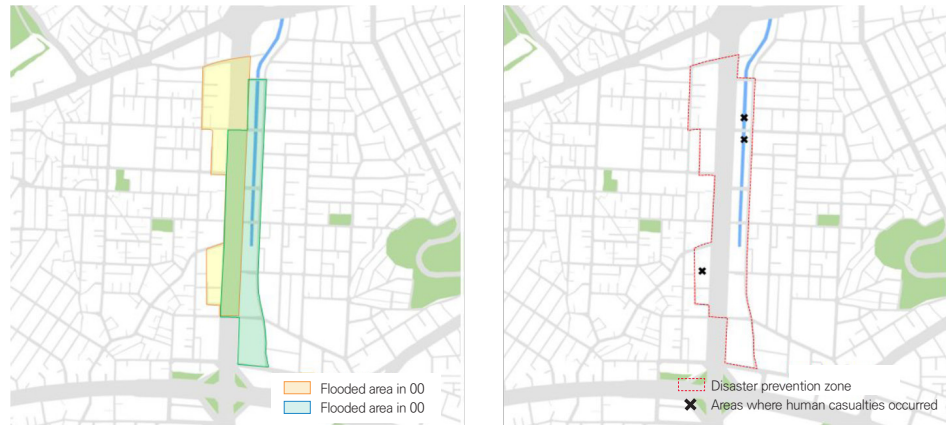 Flooded area in 00
Flooded area in 00
Disaster prevention zone
Areas where human casualties occurred